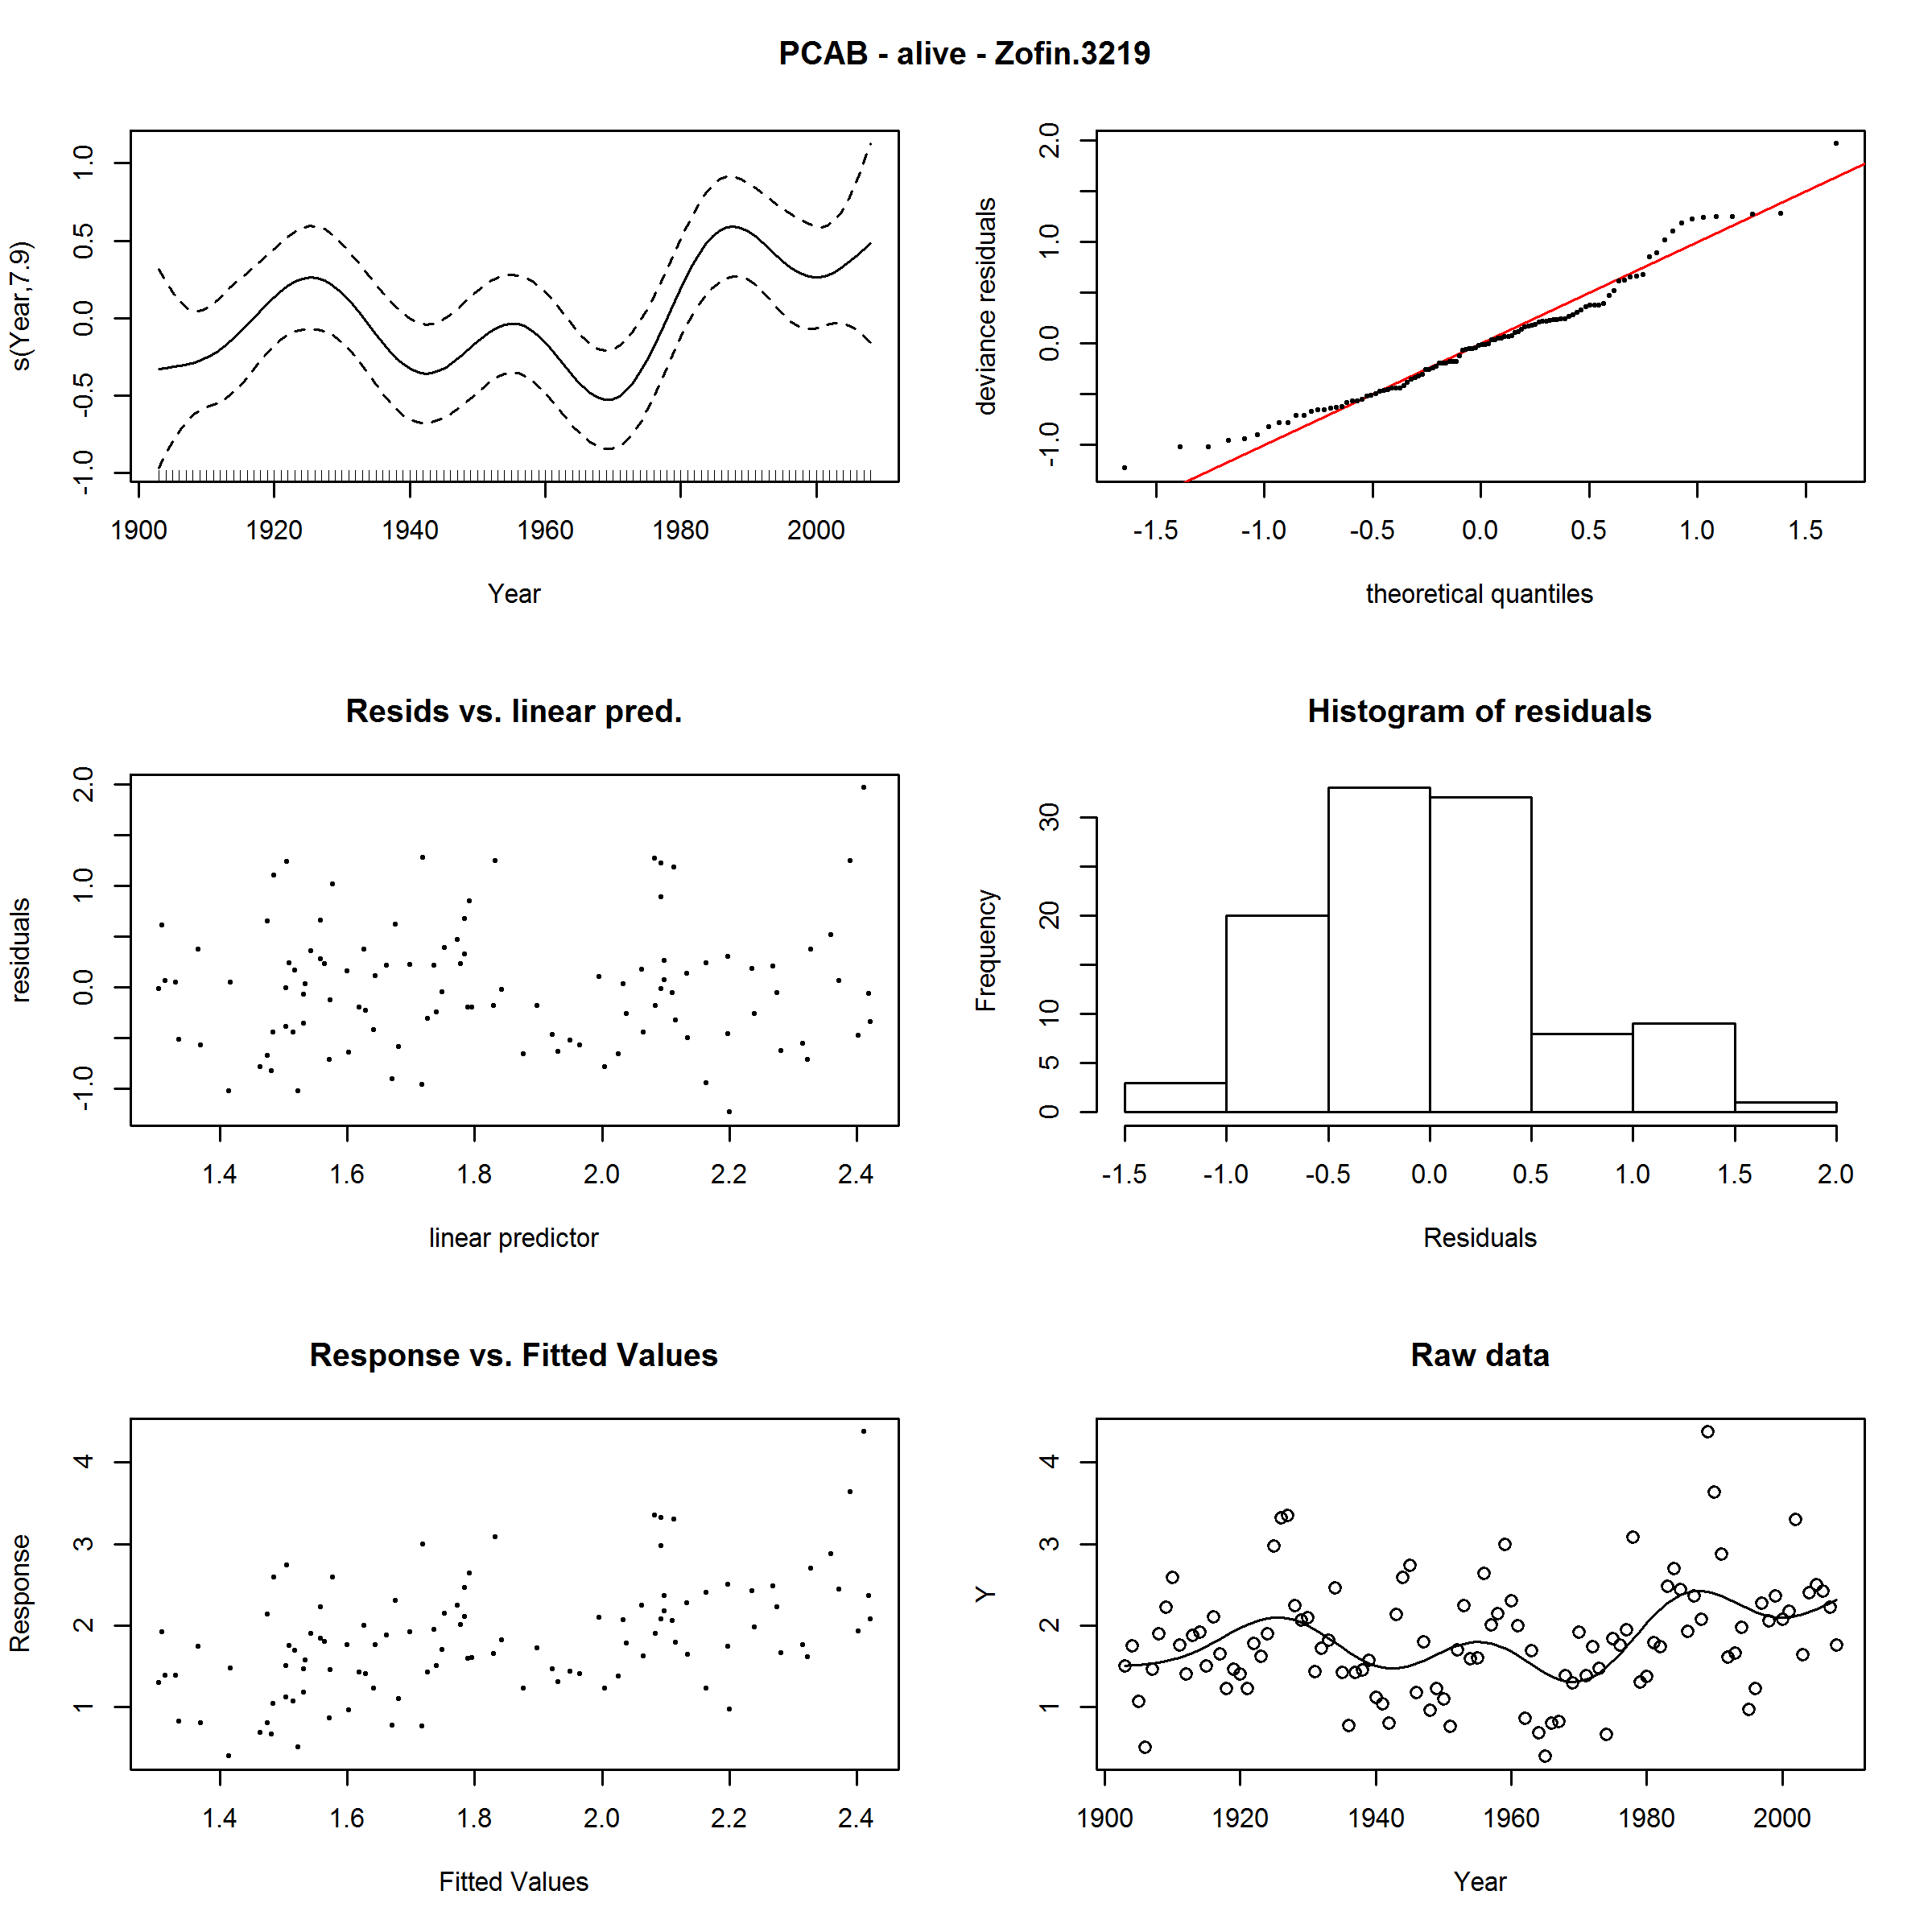 PCAB - alive - Zofin.3219
s(Year,7.9)
-1.0 -0.5 0.0 0.5 1.0
1900 1920 1940 1960 1980 2000
Year
deviance residuals
-1.0 0.0 1.0 2.0
-1.5 -1.0 -0.5 0.0 0.5 1.0 1.5
theoretical quantiles
Resids vs. linear pred.
residuals
-1.0 0.0 1.0 2.0
1.4 1.6 1.8 2.0 2.2 2.4
linear predictor
Histogram of residuals
Frequency
0 5 10 20 30
-1.5 -1.0 -0.5 0.0 0.5 1.0 1.5 2.0
Residuals
Response vs. Fitted Values
Response
1 2 3 4
1.4 1.6 1.8 2.0 2.2 2.4
Fitted Values
Raw data
Y
1 2 3 4
1900 1920 1940 1960 1980 2000
Year